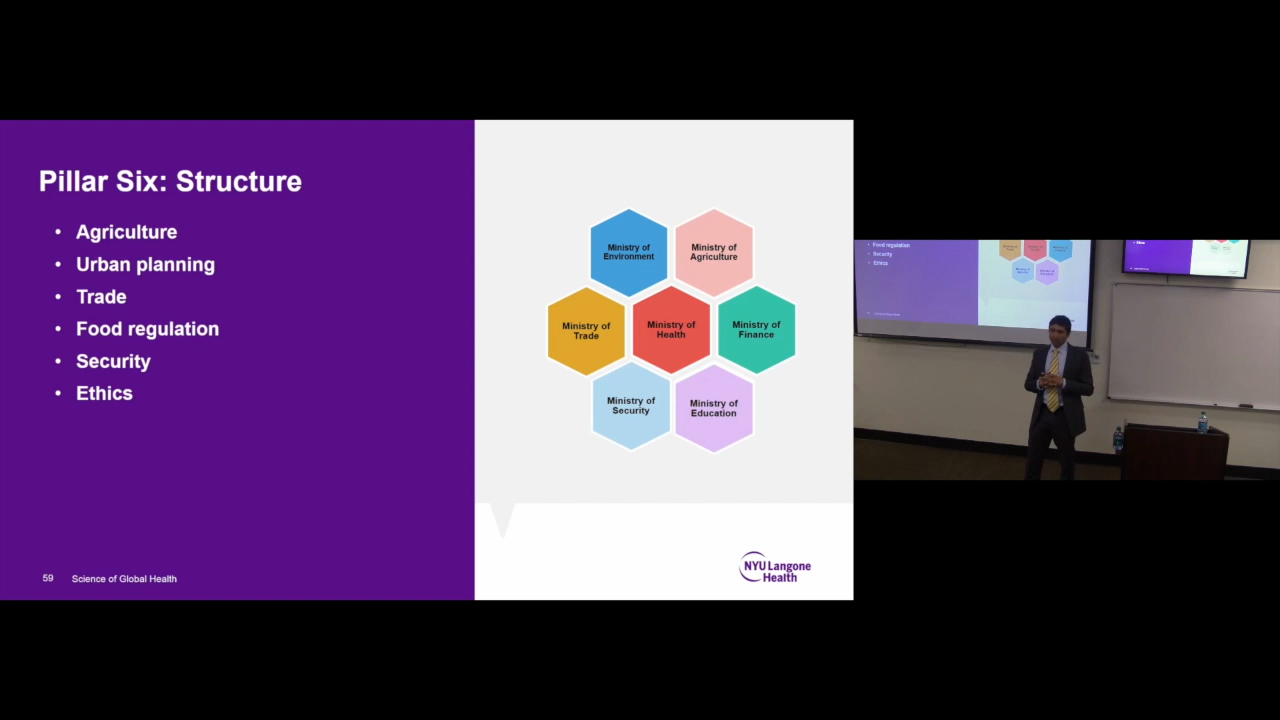 Pillar Six: Structure
• Agriculture
• Urban planning
• Trade
• Food regulation
• Security
• Ethics
59 Science of Global Health
Ministry of
Environment
Ministry of
Agriculture
Ministry of
Trade
Ministry of
Health
Ministry of
Finance
Ministry of
Security
Ministry of
Education
NYU Langone
Health
• Food regulation
• Security
• Ethics